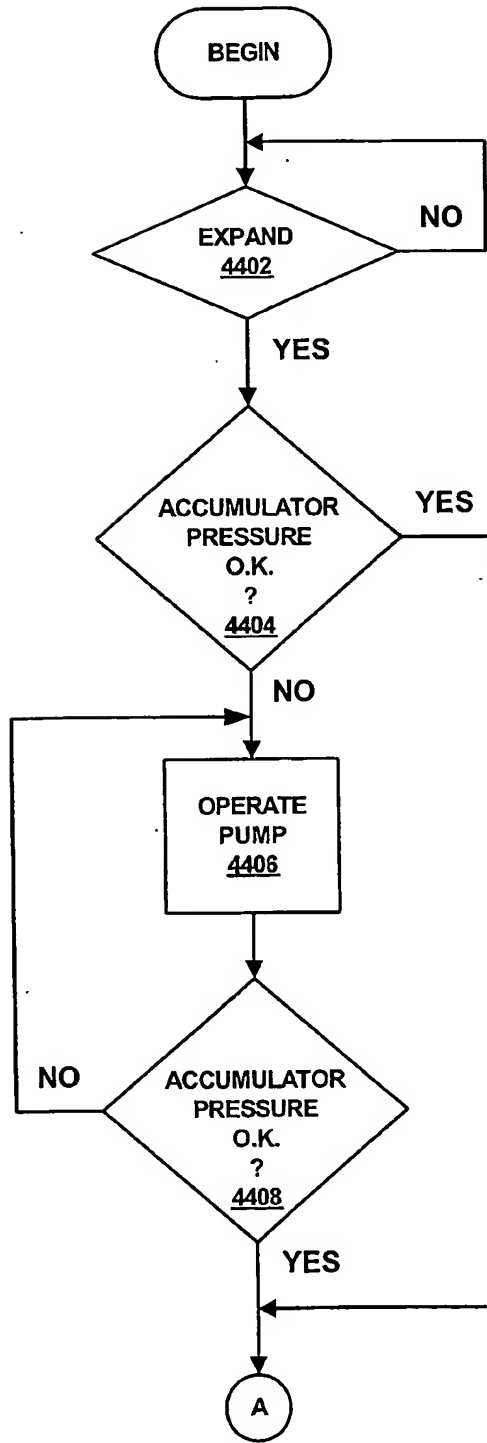 BEGIN
EXPAND
4402
NO
YES
ACCUMULATOR
PRESSURE
O.K.
?
4404
YES
NO
OPERATE
PUMP
4406
NO
ACCUMULATOR
PRESSURE
O.K.
?
4408
YES
A